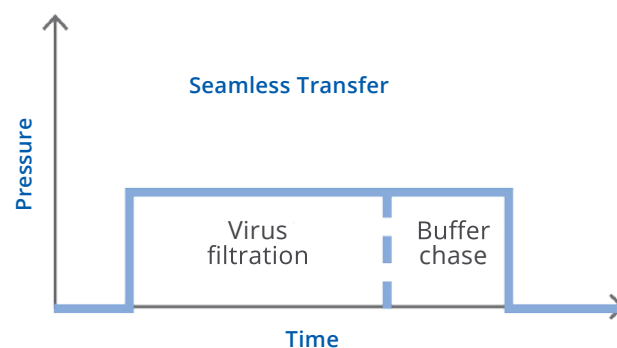 Seamless Transfer
Pressure
Virus
filtration
Buffer
chase
Time